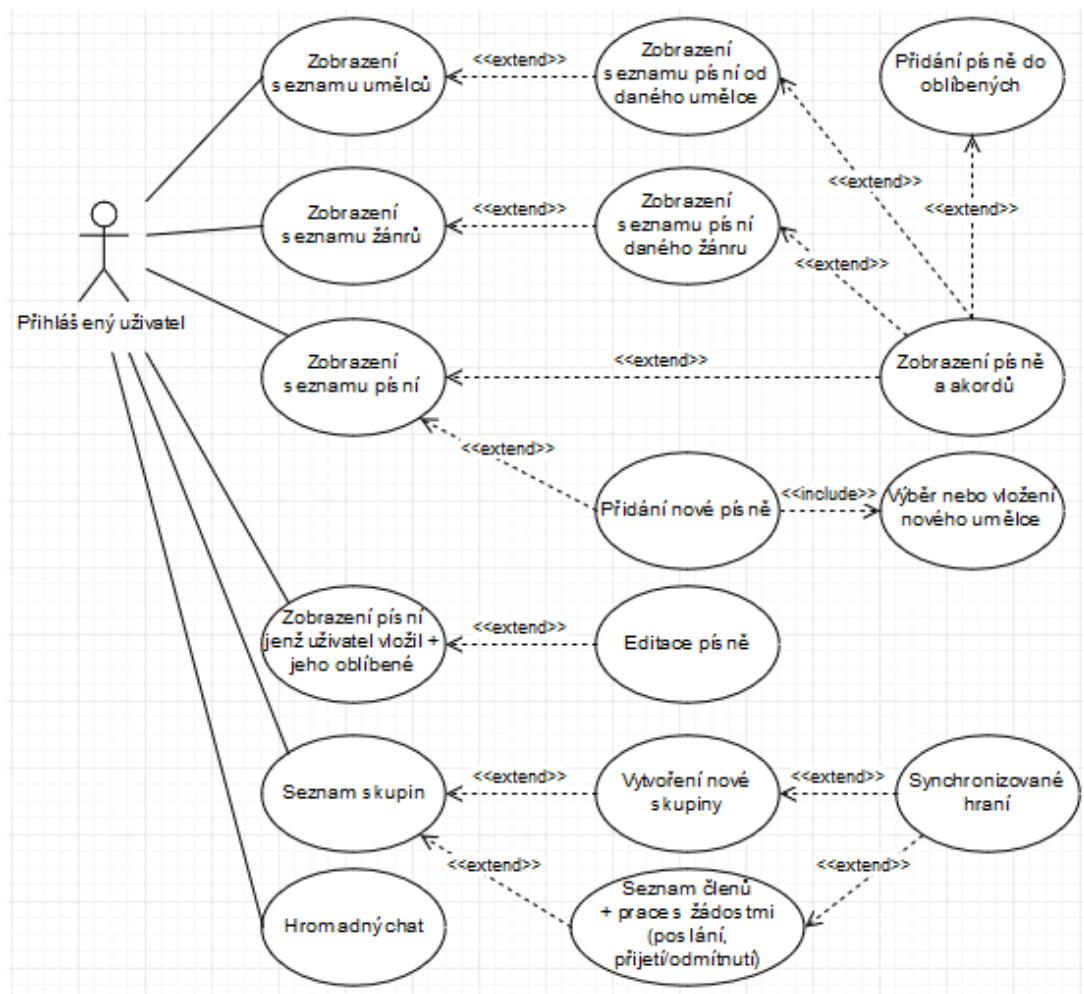 Zobrazení
seznamu umělců
<<extend>>
Zobrazení
seznamu písní od
daného umělce
Přidání písně do
oblíbených
<<extend>>
<<extend>>
Zobrazení
seznamu žánrů
<<extend>>
Zobrazení
seznamu písní
daného žánru
<<extend>>
Přihlášený uživatel
Zobrazení
seznamu písní
<<extend>>
Zobrazení písně
a akordů
<<extend>>
Přidání nové písně
<<include>>
Výběr nebo vložení
nového umělce
Zobrazení písní
jenž uživatel vložil +
jeho oblíbené
<<extend>>
Editace písně
Seznam skupin
<<extend>>
Vytvoření nové
skupiny
<<extend>>
Synchronizované
hraní
<<extend>>
<<extend>>
Hromadný chat
Seznam členů
+ prace s žádostmi
(poslání,
přijetí/odmítnutí)